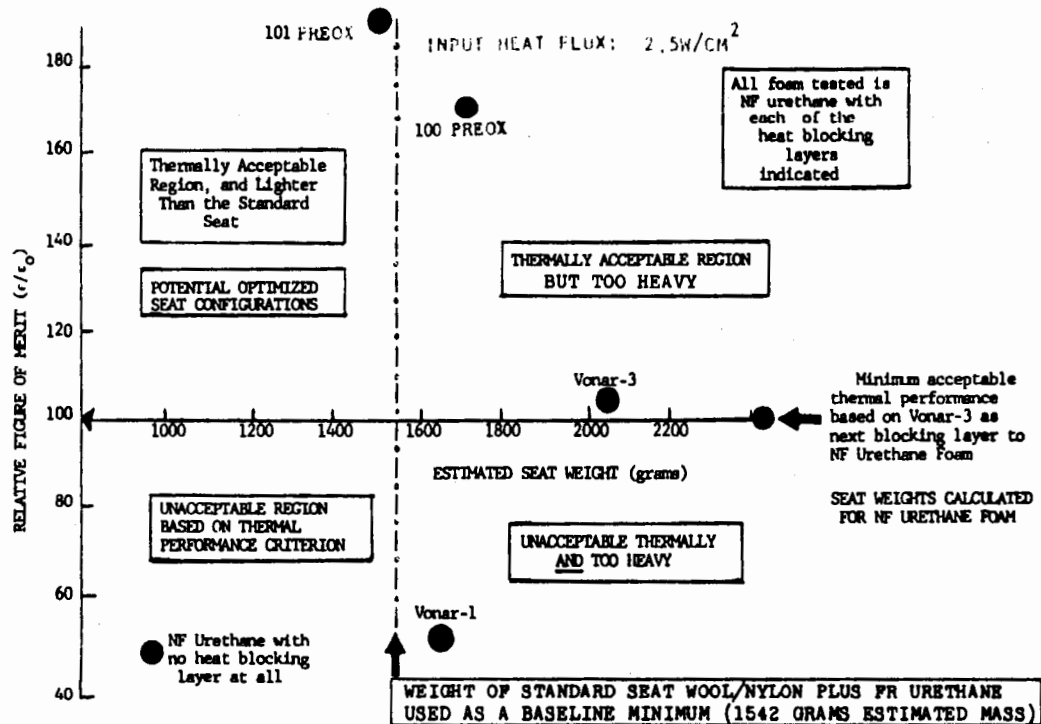 101 PREOX
INPUT HEAT FLUX: 2.5W/CM2
180
All foam tested is
NF urethane with
each of the
heat blocking
layers
indicated
100 PREOX
160
Thermally Acceptable
Region, and Lighter
Than the Standard
Seat
140
THERMALLY ACCEPTABLE REGION
BUT TOO HEAVY
POTENTIAL OPTIMIZED
SEAT CONFIGURATIONS
120
RELATIVE FIGURE OF MERIT (ε/ε0)
Vonar-3
100
1000 1200 1400 1600 1800 2000 2200
Minimum acceptable
thermal performance
based on Vonar-3 as
next blocking layer to
NF Urethane Foam
ESTIMATED SEAT WEIGHT (grams)
SEAT WEIGHTS CALCULATED
FOR NF URETHANE FOAM
80
UNACCEPTABLE REGION
BASED ON THERMAL
PERFORMANCE CRITERION
UNACCEPTABLE THERMALLY
AND TOO HEAVY
60
Vonar-1
NF Urethane with
no heat blocking
layer at all
40
WEIGHT OF STANDARD SEAT WOOL/NYLON PLUS FR URETHANE
USED AS A BASELINE MINIMUM (1542 GRAMS ESTIMATED MASS)